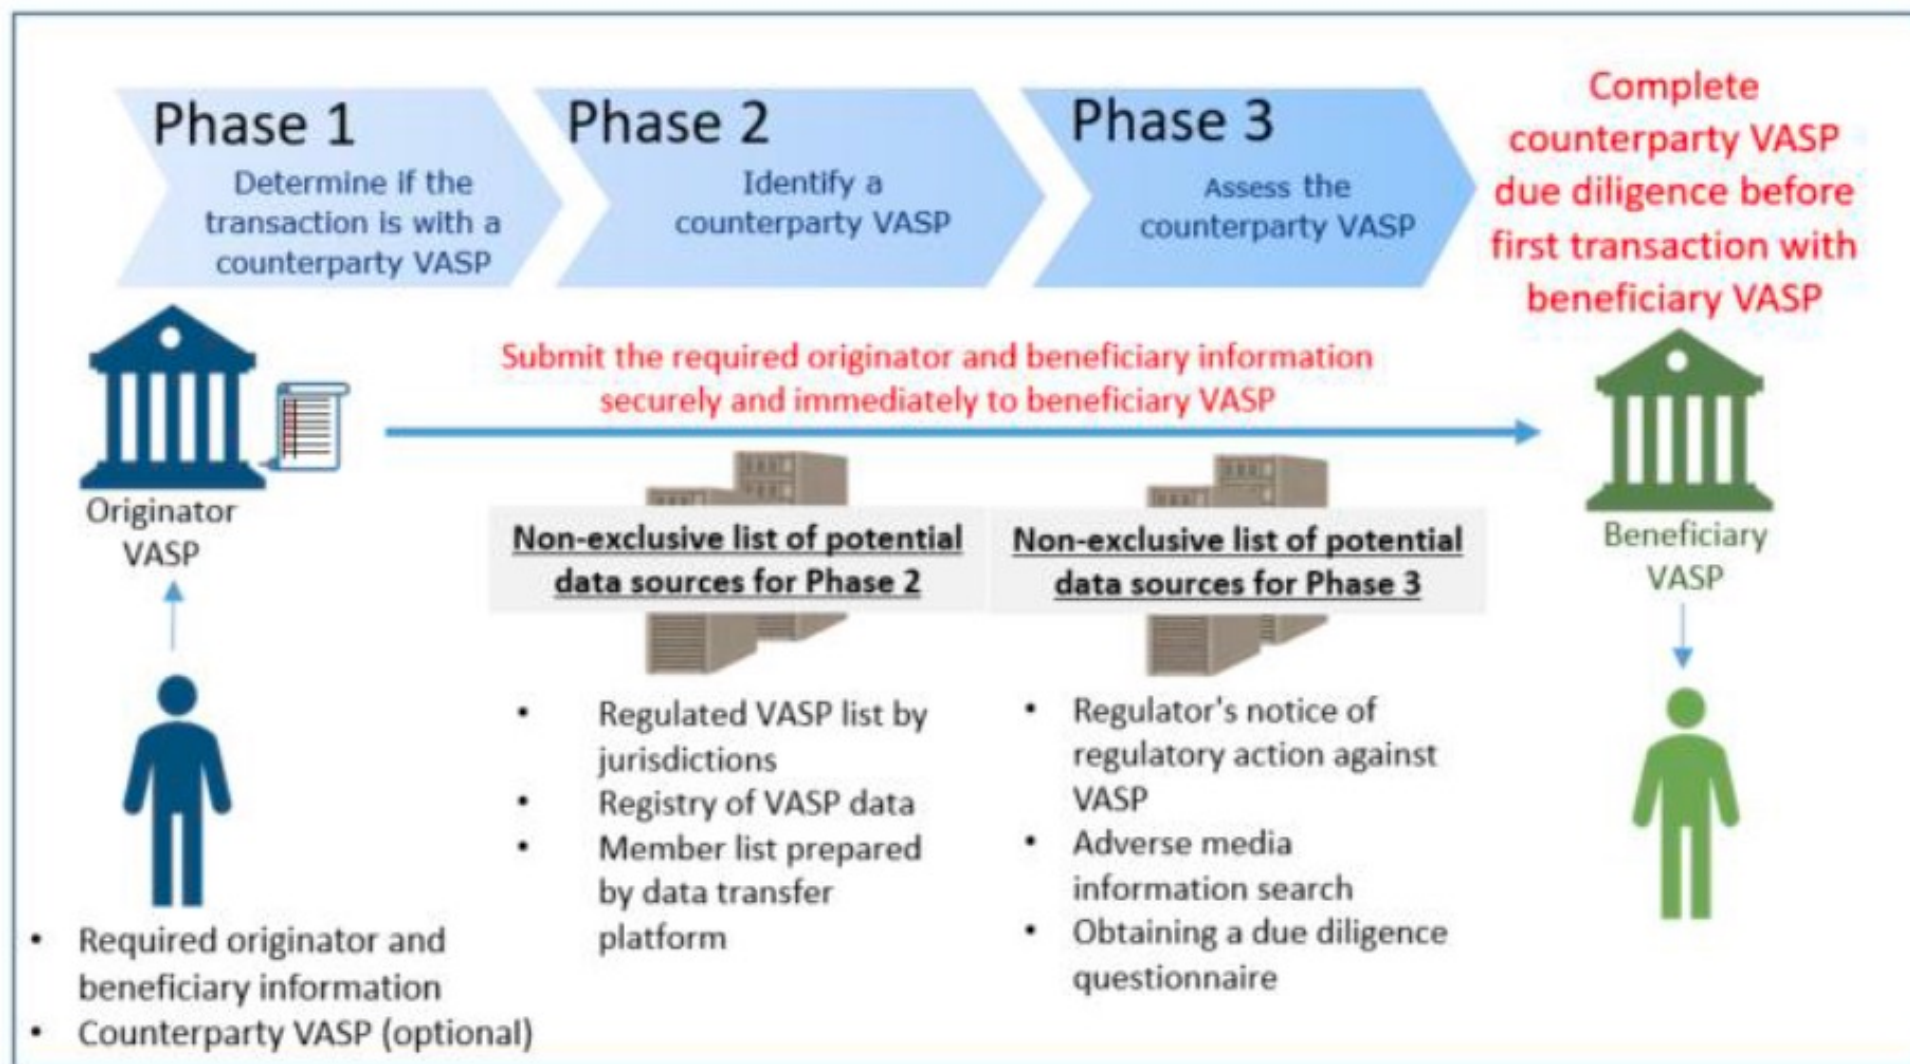 Phase 1
Determine if the
transaction is with a
counterparty VASP
Phase 2
Identify a
counterparty VASP
Phase 3
Assess the
counterparty VASP
Complete
counterparty VASP
due diligence before
first transaction with
beneficiary VASP
Submit the required originator and beneficiary information
securely and immediately to beneficiary VASP
Originator
VASP
Non-exclusive list of potential
data sources for Phase 2
Non-exclusive list of potential
data sources for Phase 3
Beneficiary
VASP
• Required originator and
beneficiary information
• Counterparty VASP (optional)
• Regulated VASP list by
jurisdictions
• Registry of VASP data
• Member list prepared
by data transfer
platform
• Regulator's notice of
regulatory action against
VASP
• Adverse media
information search
• Obtaining a due diligence
questionnaire